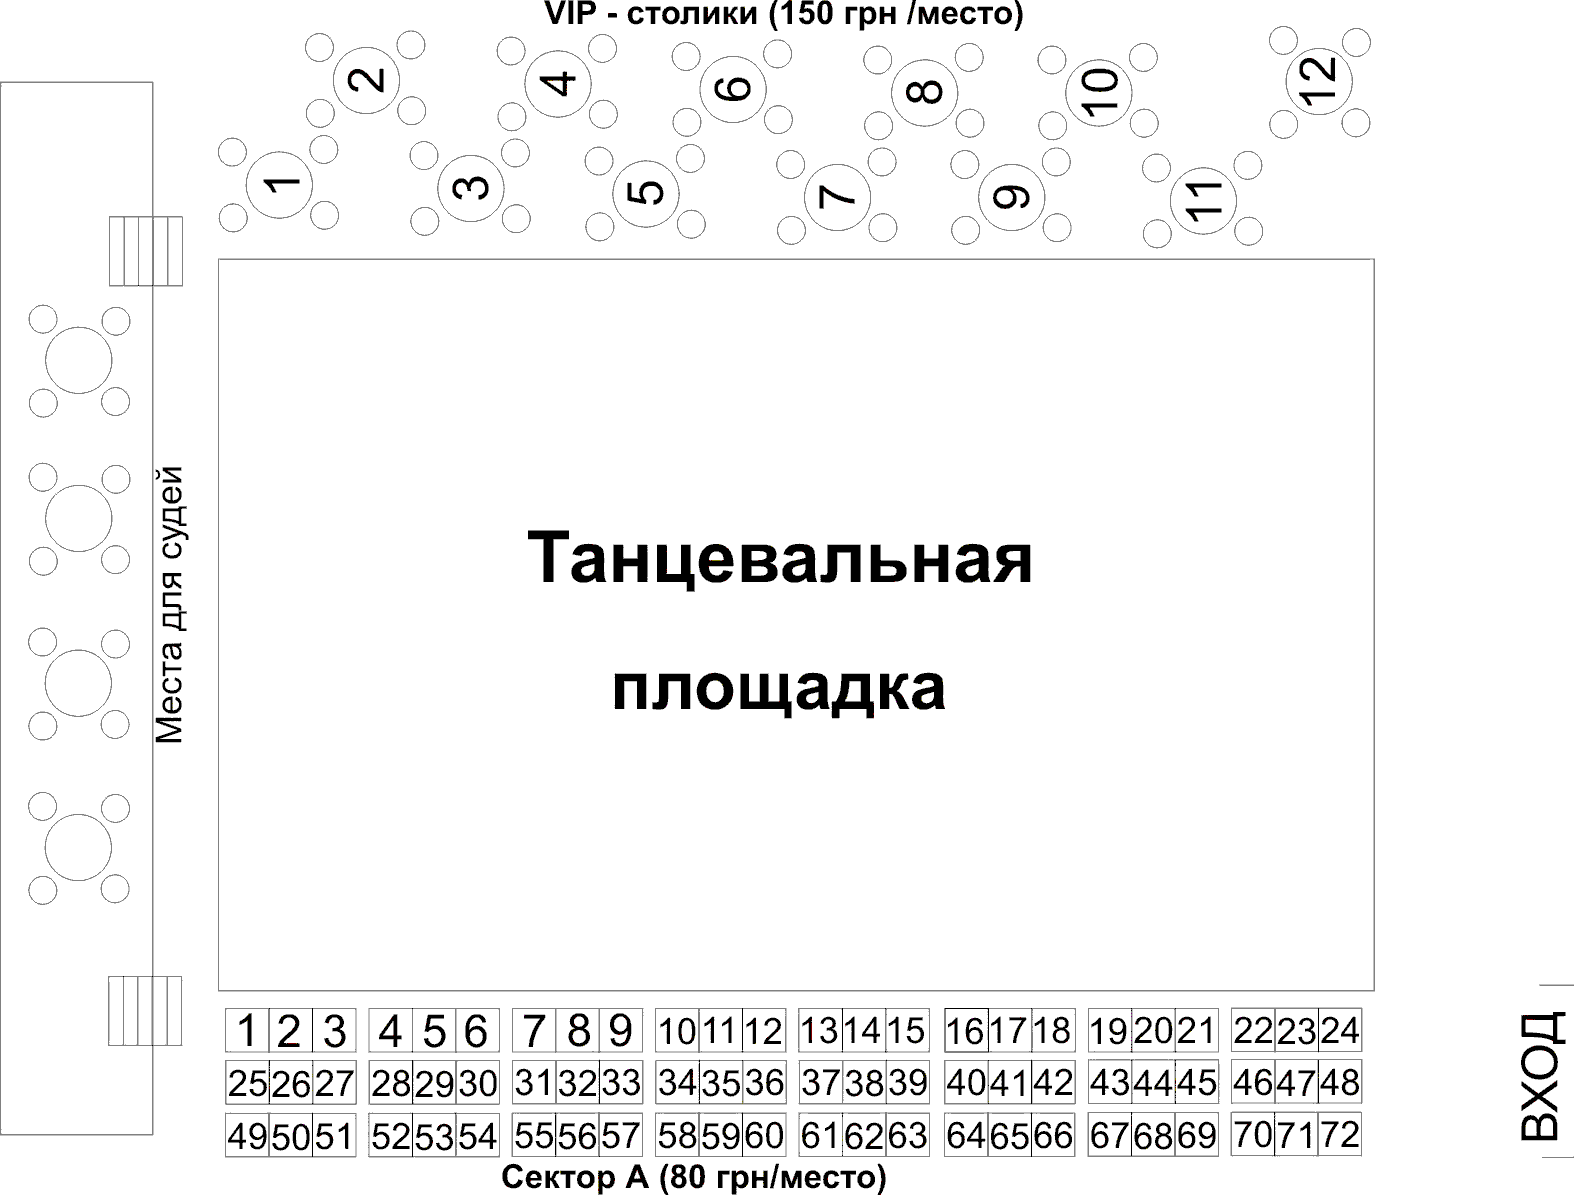 VIP - столики (150 грн /место)
2 4 6 8 10 12
1 3 5 7 9 11
Места для судей
Танцевальная
площадка
1 2 3 4 5 6 7 8 9 10 11 12 13 14 15 16 17 18 19 20 21 22 23 24
25 26 27 28 29 30 31 32 33 34 35 36 37 38 39 40 41 42 43 44 45 46 47 48
49 50 51 52 53 54 55 56 57 58 59 60 61 62 63 64 65 66 67 68 69 70 71 72
ВХОД
Сектор А (80 грн/место)